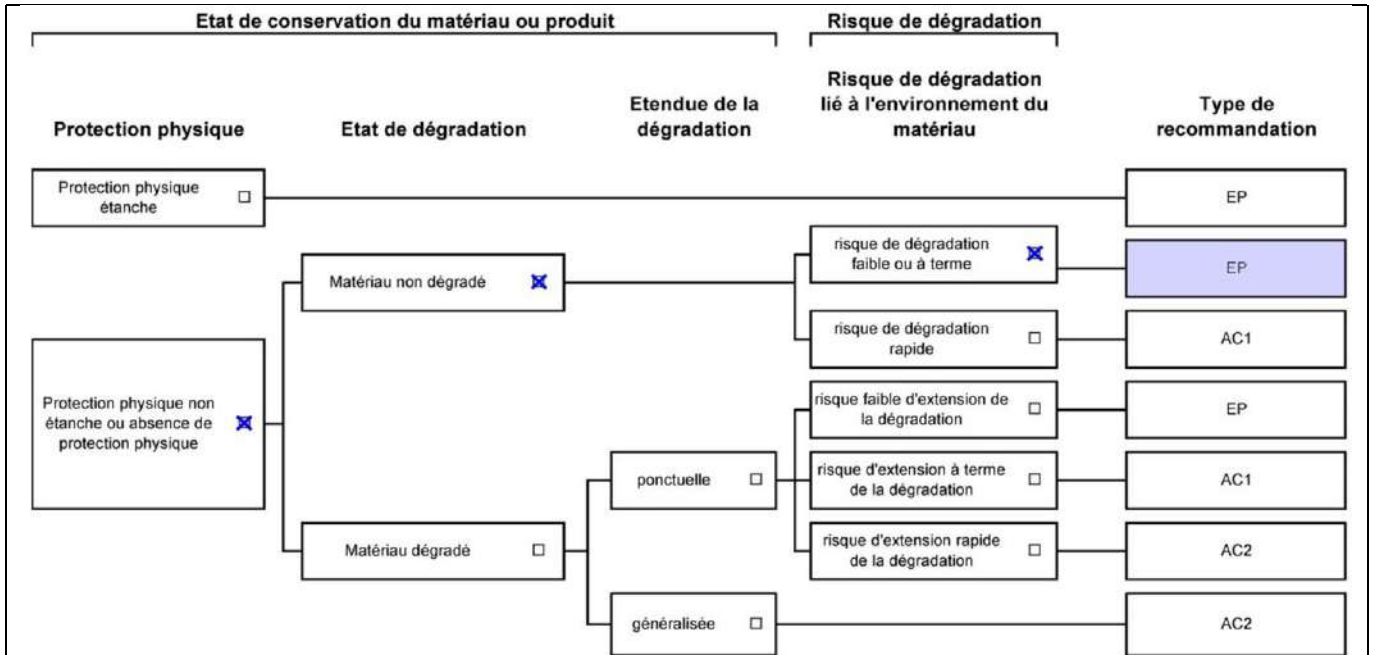 Etat de conservation du matériau ou produit
Risque de dégradation
Protection physique
Etat de dégradation
Etendue de la
dégradation
Risque de dégradation
lié à l'environnement du
matériau
Type de
recommandation
Protection physique
étanche
EP
risque de dégradation
faible ou à terme
EP
Matériau non dégradé
risque de dégradation
rapide
AC1
Protection physique non
étanche ou absence de
protection physique
risque faible d'extension de
la dégradation
EP
ponctuelle
risque d'extension à terme
de la dégradation
AC1
Matériau dégradé
risque d'extension rapide
de la dégradation
AC2
généralisée
AC2